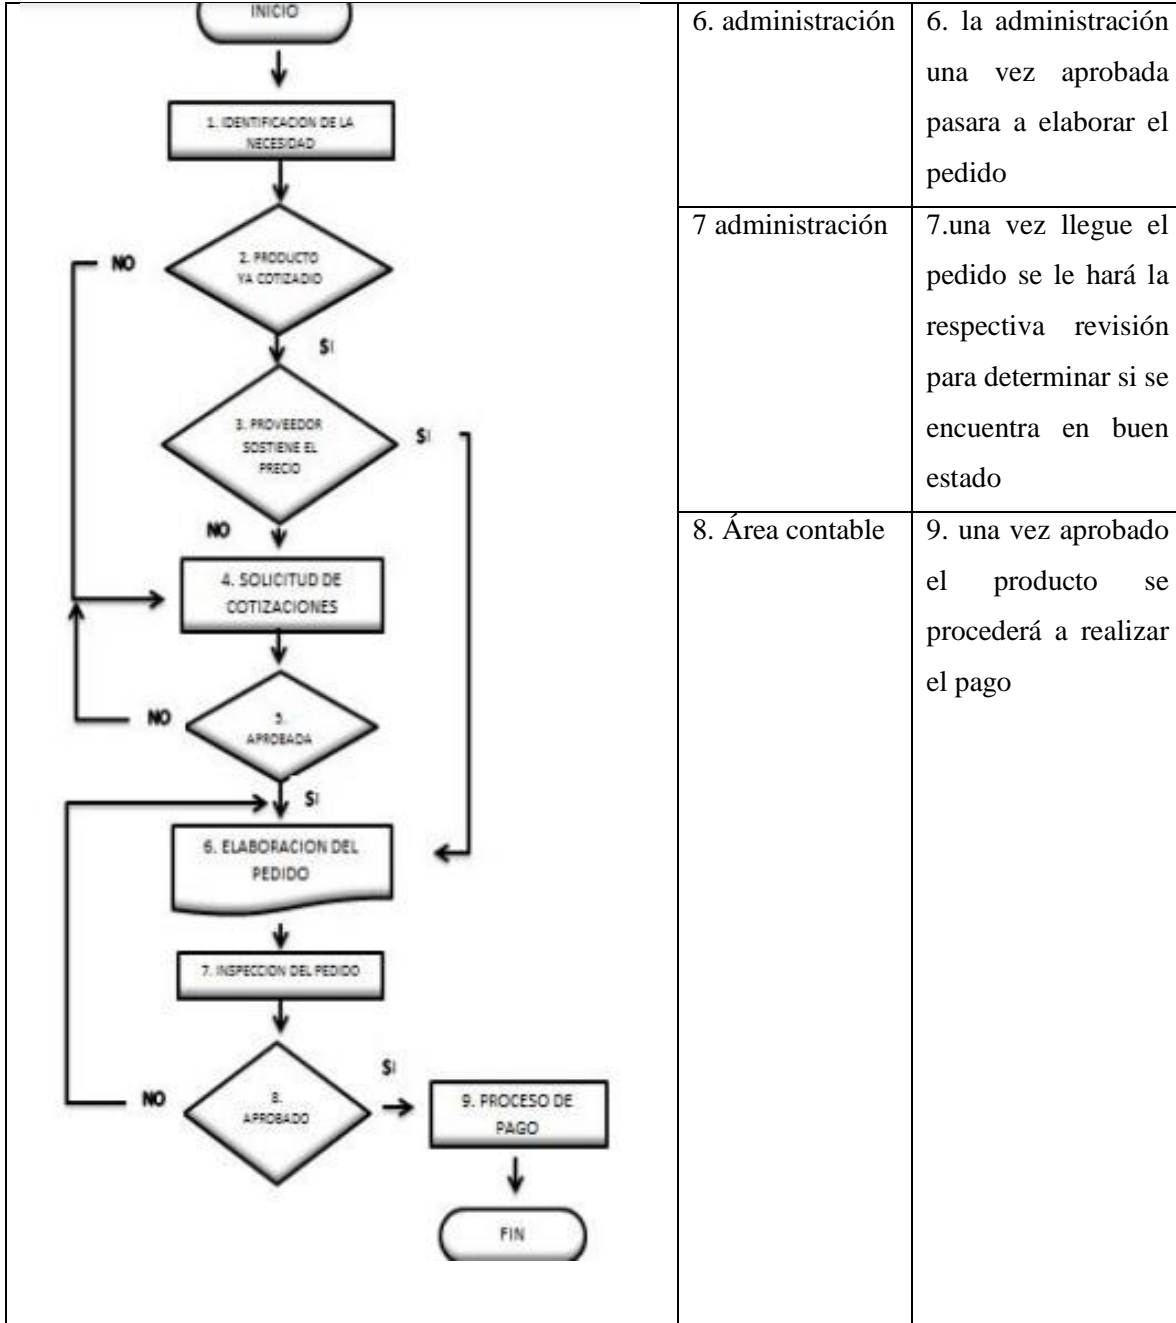 INICIO
1. IDENTIFICACION DE LA
NECESIDAD
2. PRODUCTO
YA COTIZADIO
NO
SI
3. PROVEEDOR
SOSTIENE EL
PRECIO
SI
NO
4. SOLICITUD DE
COTIZACIONES
5.
APROBADA
NO
SI
6. ELABORACION DEL
PEDIDO
7. INSPECCION DEL PEDIDO
8.
APROBADO
NO
SI
9. PROCESO DE
PAGO
FIN
6. administración
6. la administración
una vez aprobada
pasara a elaborar el
pedido
7 administración
7.una vez llegue el
pedido se le hará la
respectiva revisión
para determinar si se
encuentra en buen
estado
8. Área contable
9. una vez aprobado
el producto se
procederá a realizar
el pago